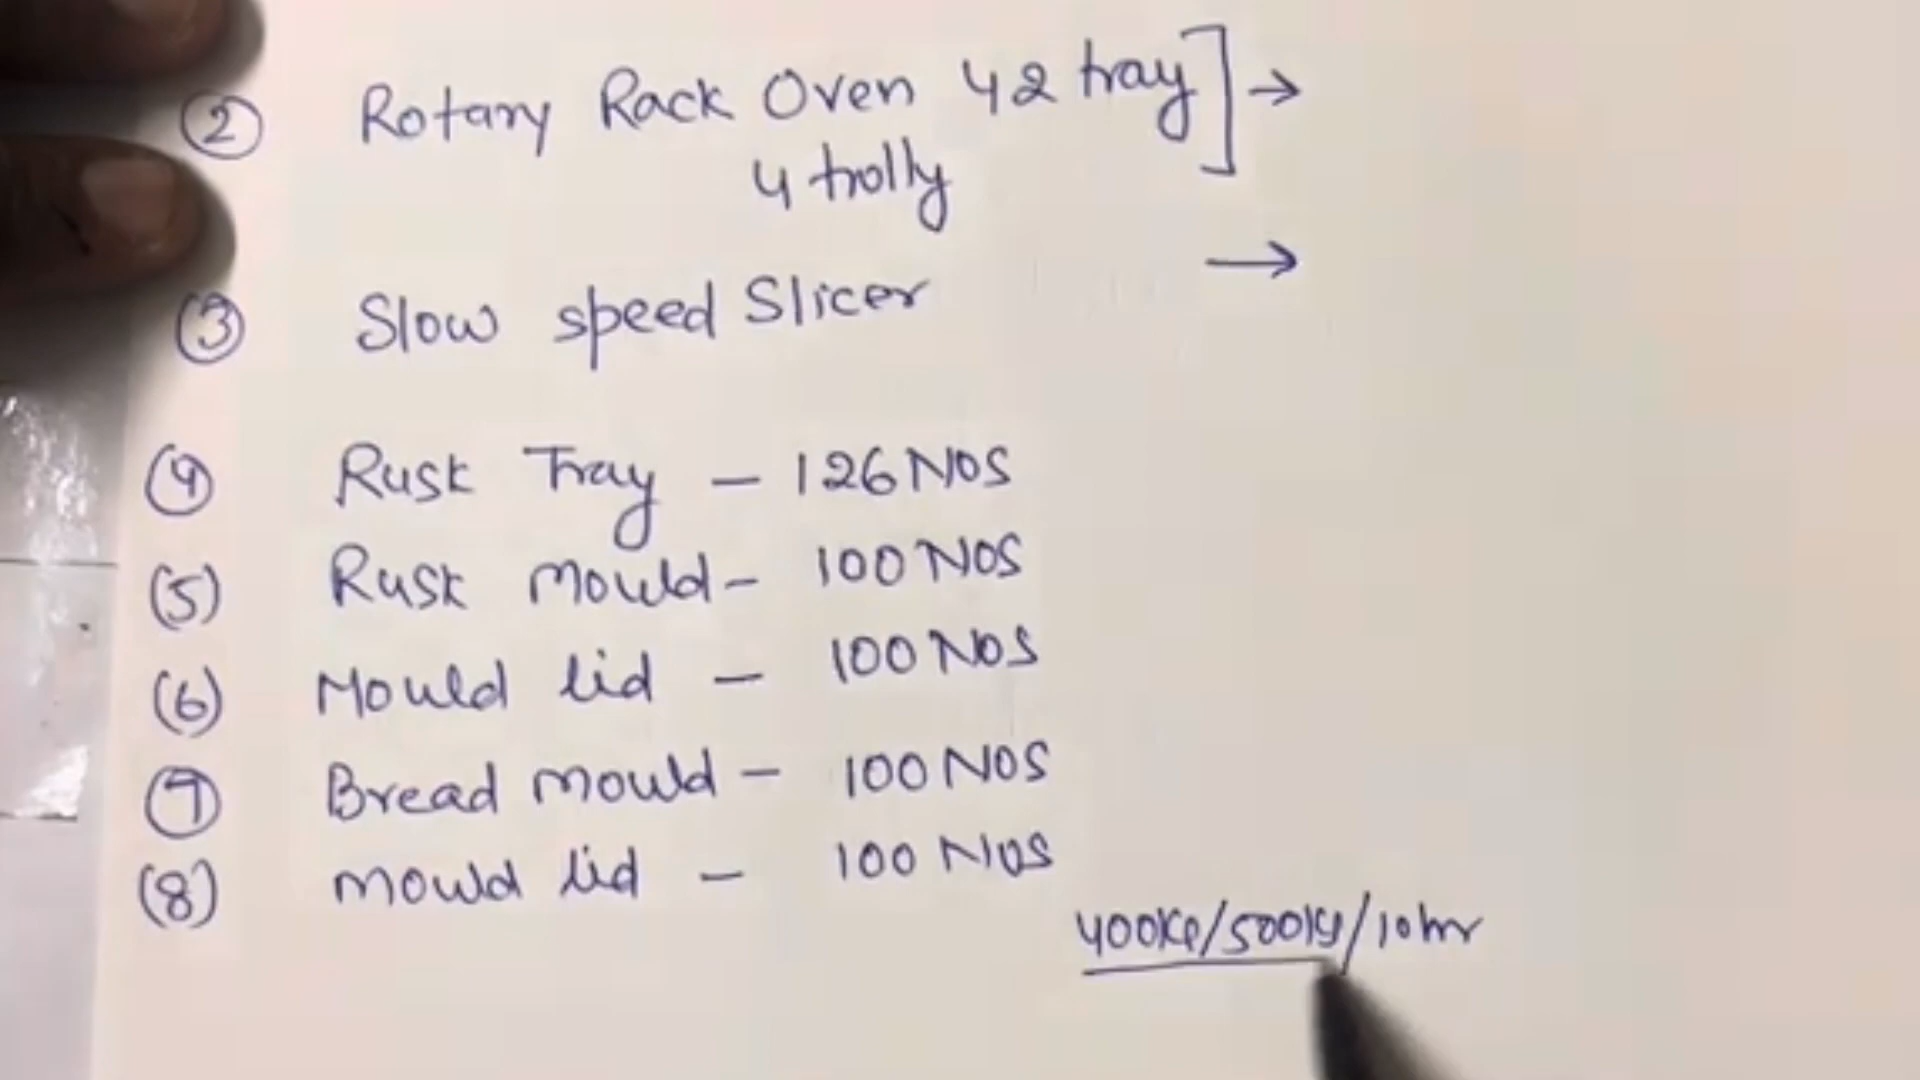 ② Rotary Rack Oven 42 tray] →
4 trolly
→
③ Slow speed Slicer
④ Rusk Tray – 126 NOS
(5) Rusk Mould – 100 NOS
(6) Mould lid – 100 NOS
⑦ Bread mould – 100 NOS
(8) mould lid – 100 NOS
400Kg/500Kg/10hr